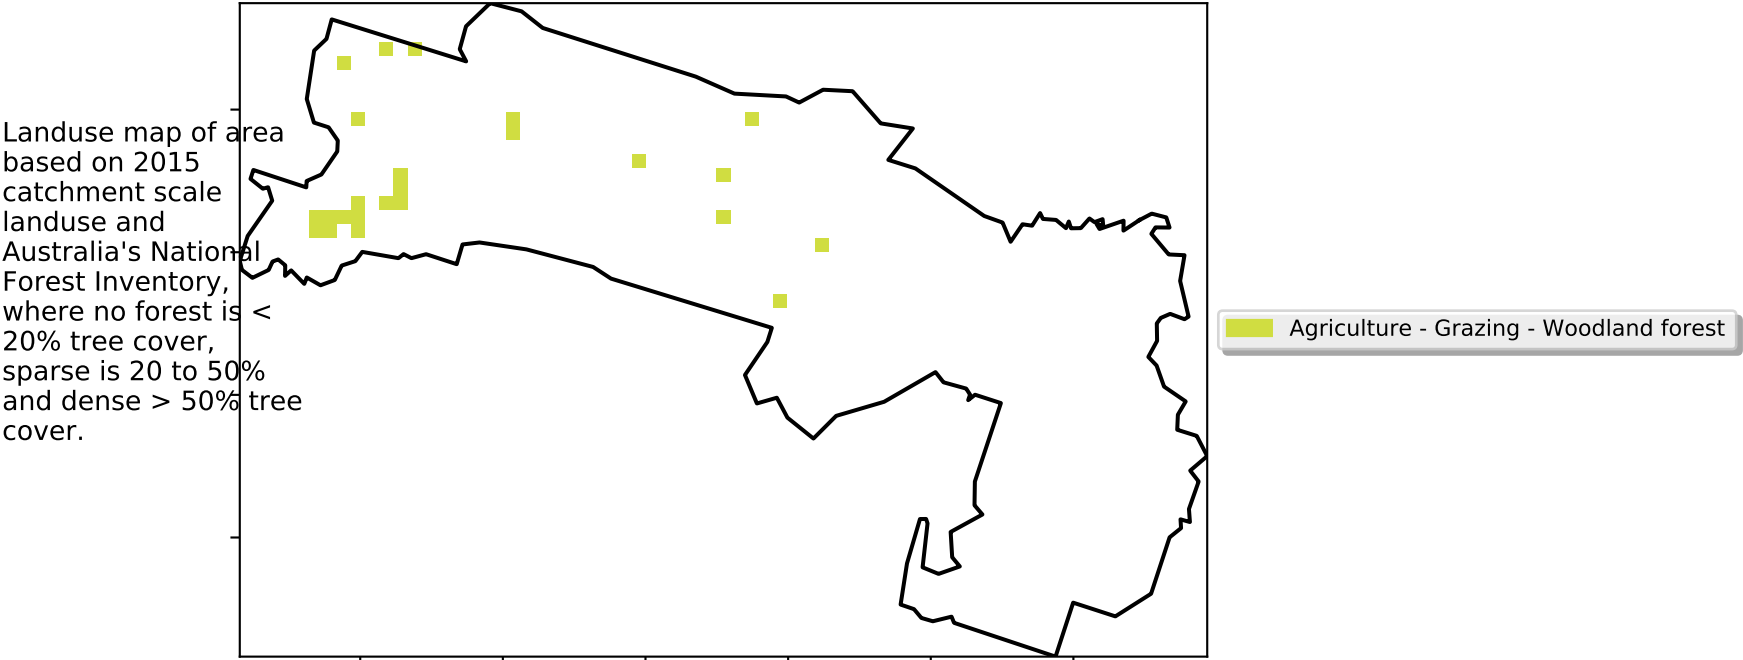 Landuse map of area
based on 2015
catchment scale
landuse and
Australia's National
Forest Inventory,
where no forest is <
20% tree cover,
sparse is 20 to 50%
and dense > 50% tree
cover.
Agriculture - Grazing - Woodland forest